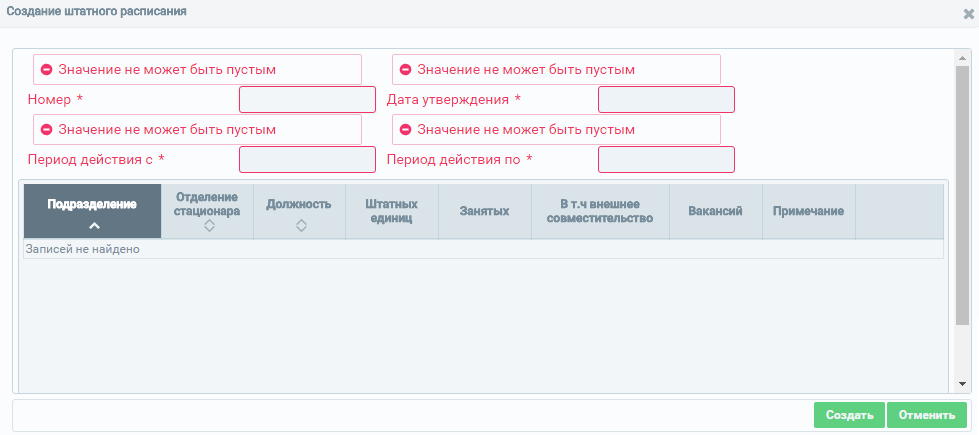 Создание штатного расписания
Значение не может быть пустым
Значение не может быть пустым
Номер *
Дата утверждения *
Значение не может быть пустым
Значение не может быть пустым
Период действия с *
Период действия по *
Подразделение
Отделение
стационара
Должность
Штатных
единиц
Занятых
В т.ч внешнее
совместительство
Вакансий
Примечание
Записей не найдено
Создать
Отменить